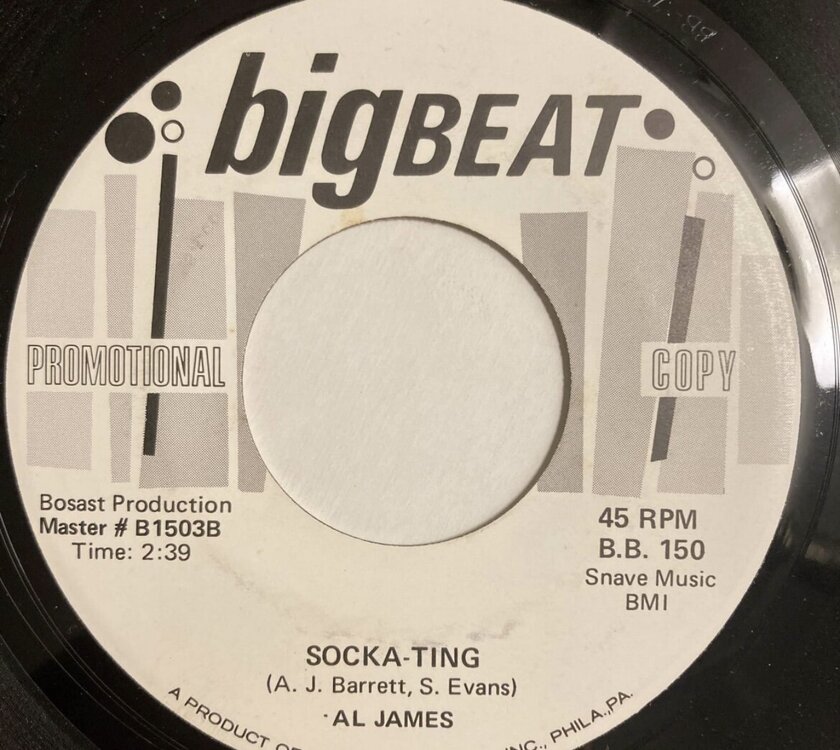 bigBEAT
PROMOTIONAL
COPY
Bosast Production
Master # B1503B
Time: 2:39
45 RPM
B.B. 150
Snave Music
BMI
SOCKA-TING
(A. J. Barrett, S. Evans)
AL JAMES
A PRODUCT OF INC., PHILA., PA.